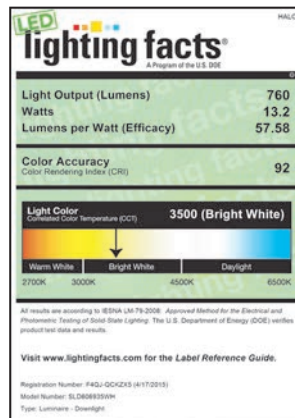 HALO
LED
lighting facts®
A Program of the U.S. DOE
Light Output (Lumens) 760
Watts 13.2
Lumens per Watt (Efficacy) 57.58
Color Accuracy
Color Rendering Index (CRI) 92
Light Color
Correlated Color Temperature (CCT) 3500 (Bright White)
Warm White Bright White Daylight
2700K 3000K 4500K 6500K
All results are according to IESNA LM-79-2008: Approved Method for the Electrical and
Photometric Testing of Solid-State Lighting. The U.S. Department of Energy (DOE) verifies
product test data and results.
Visit www.lightingfacts.com for the Label Reference Guide.
Registration Number: F4QJ-QCKZX5 (4/17/2015)
Model Number: SLD606935WH
Type: Luminaire - Downlight